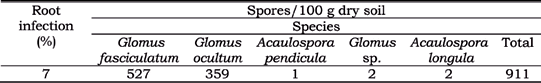 Root infection (%)
Spores/100 g dry soil
Species
Glomus fasciculatum
Glomus ocultum
Acaulospora pendicula
Glomus sp.
Acaulospora longula
Total
7 527 359 1 2 2 911